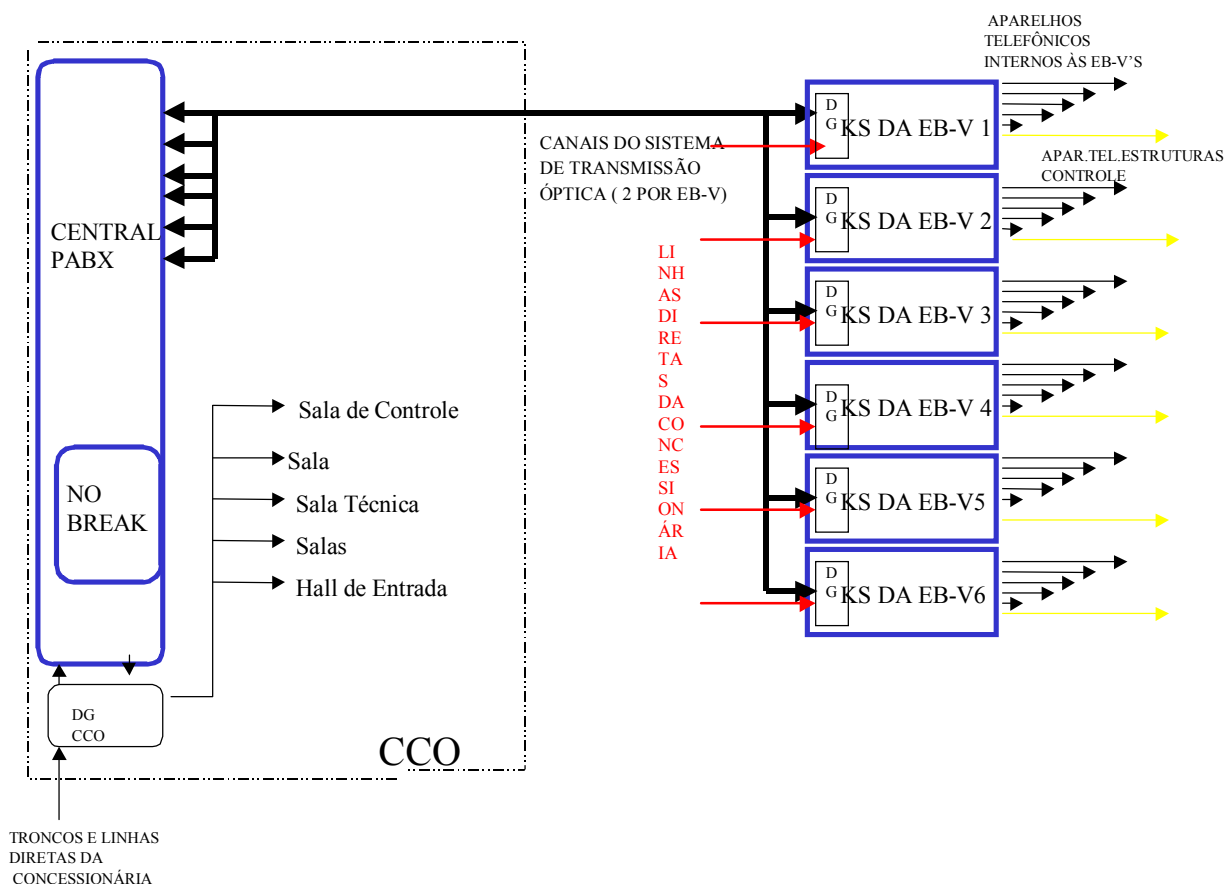 APARELHOS
TELEFÔNICOS
INTERNOS ÀS EB-V’S
CENTRAL
PABX
NO
BREAK
DG
CCO
TRONCOS E LINHAS
DIRETAS DA
CONCESSIONÁRIA
Sala de Controle
Sala
Sala Técnica
Salas
Hall de Entrada
CCO
CANAIS DO SISTEMA
DE TRANSMISSÃO
ÓPTICA ( 2 POR EB-V)
LI
NH
AS
DI
RE
TA
S
DA
CO
NC
ES
SI
ON
ÁR
IA
D
G
KS DA EB-V 1
APAR.TEL.ESTRUTURAS
CONTROLE
D
G
KS DA EB-V 2
D
G
KS DA EB-V 3
D
G
KS DA EB-V 4
D
G
KS DA EB-V5
D
G
KS DA EB-V6